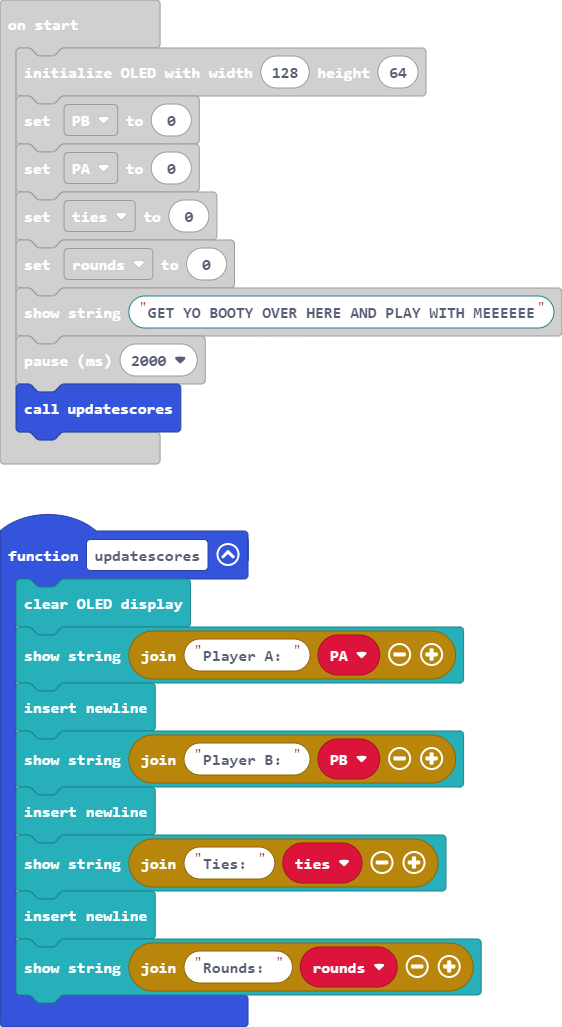 on start
initialize OLED with width 128 height 64
set PB to 0
set PA to 0
set ties to 0
set rounds to 0
show string "GET YO BOOTY OVER HERE AND PLAY WITH MEEEEEE"
pause (ms) 2000
call updatescores
function updatescores
clear OLED display
show string join "Player A: " PA
insert newline
show string join "Player B: " PB
insert newline
show string join "Ties: " ties
insert newline
show string join "Rounds: " rounds